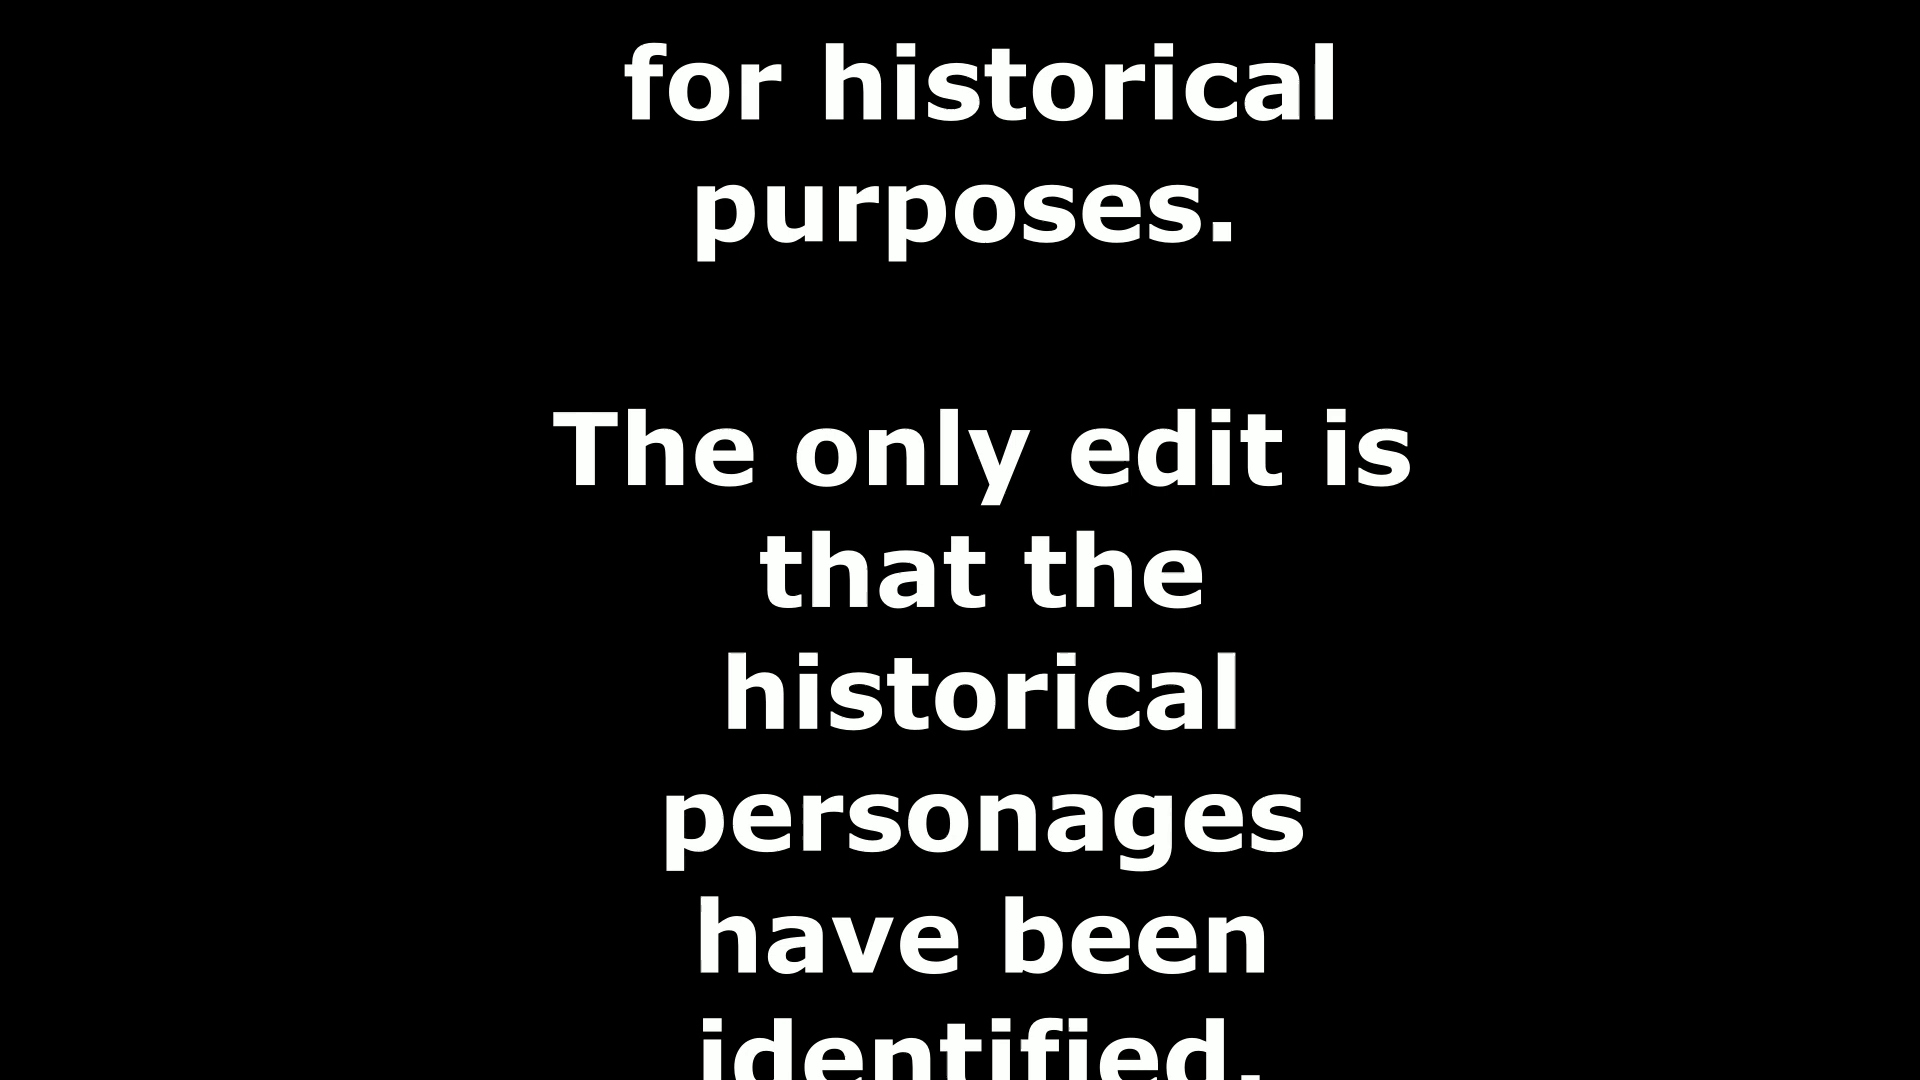 for historical
purposes.
The only edit is
that the
historical
personages
have been
identified.